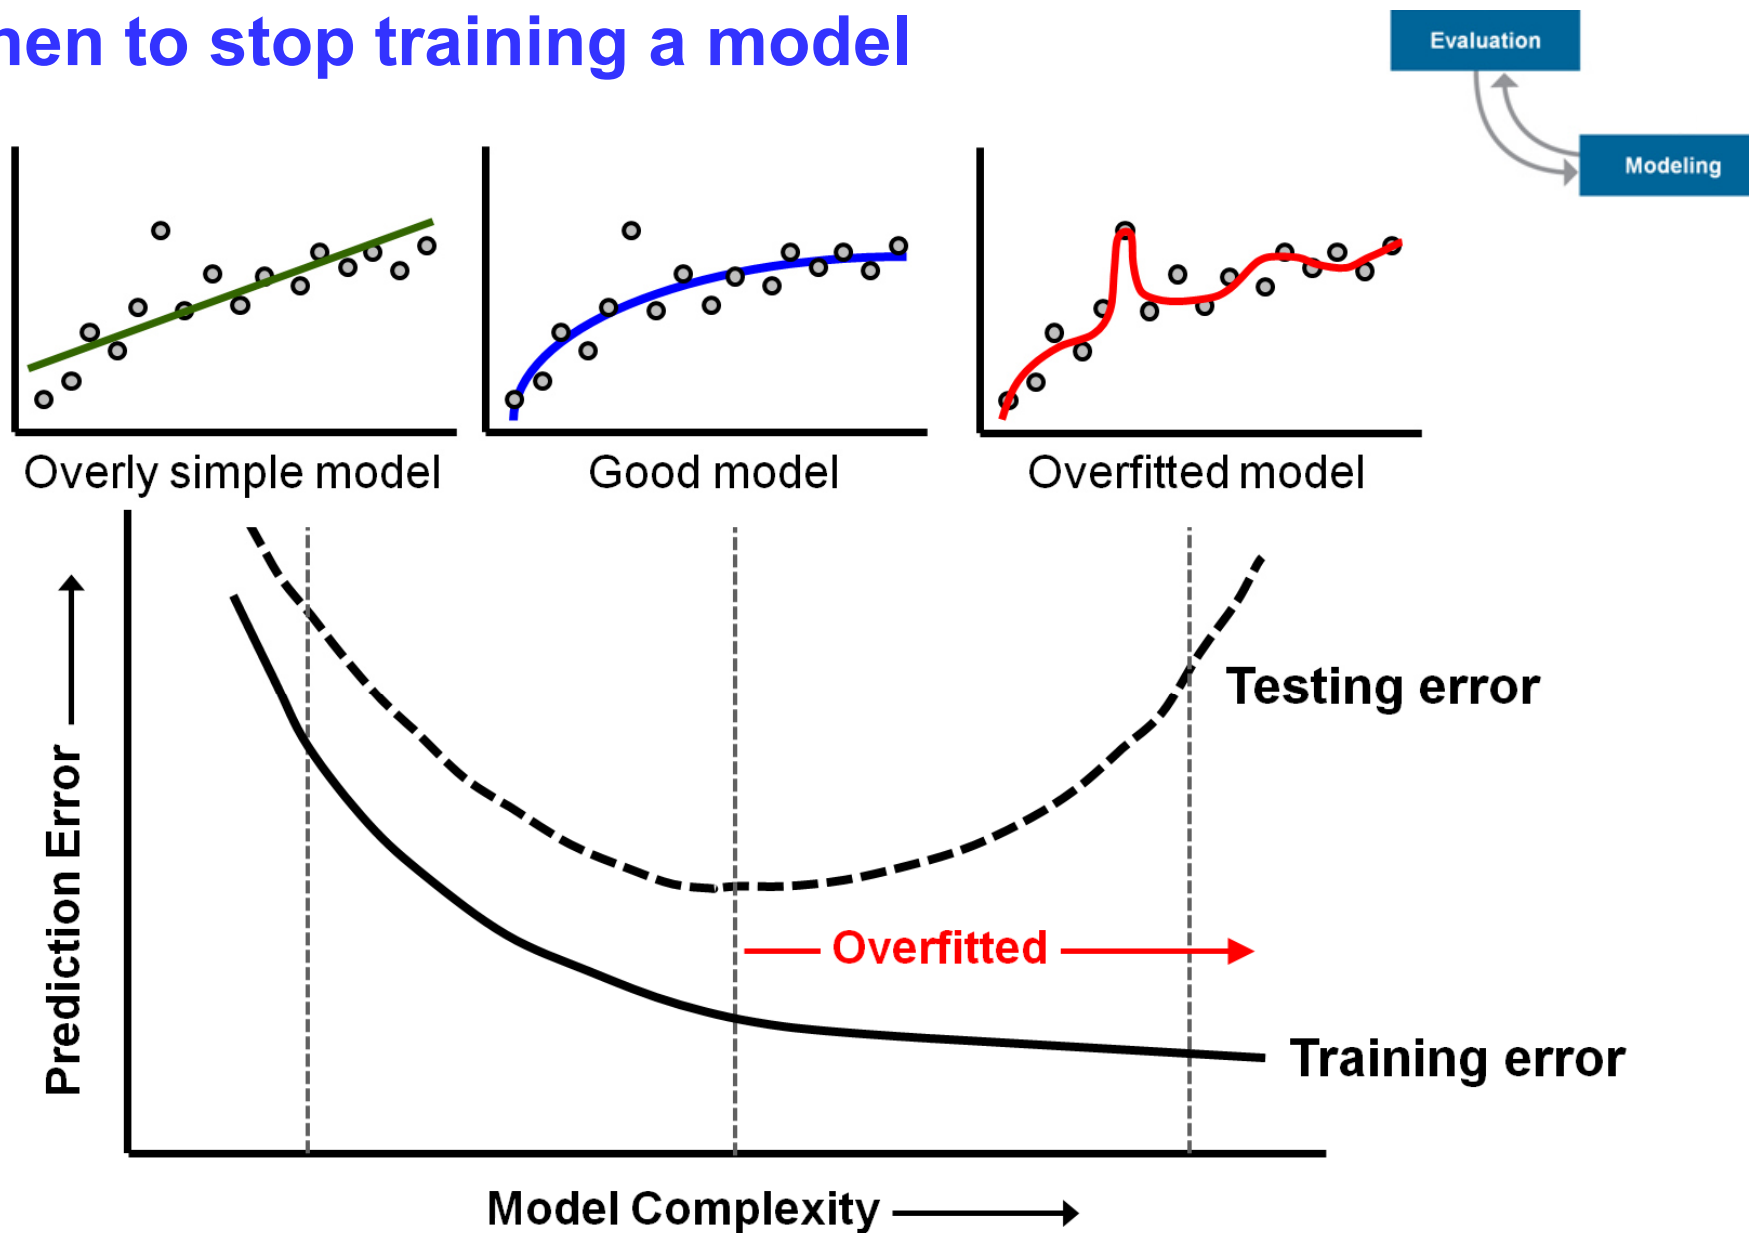 hen to stop training a model
Evaluation
Modeling
Overly simple model
Good model
Overfitted model
Prediction Error
Testing error
Overfitted
Training error
Model Complexity